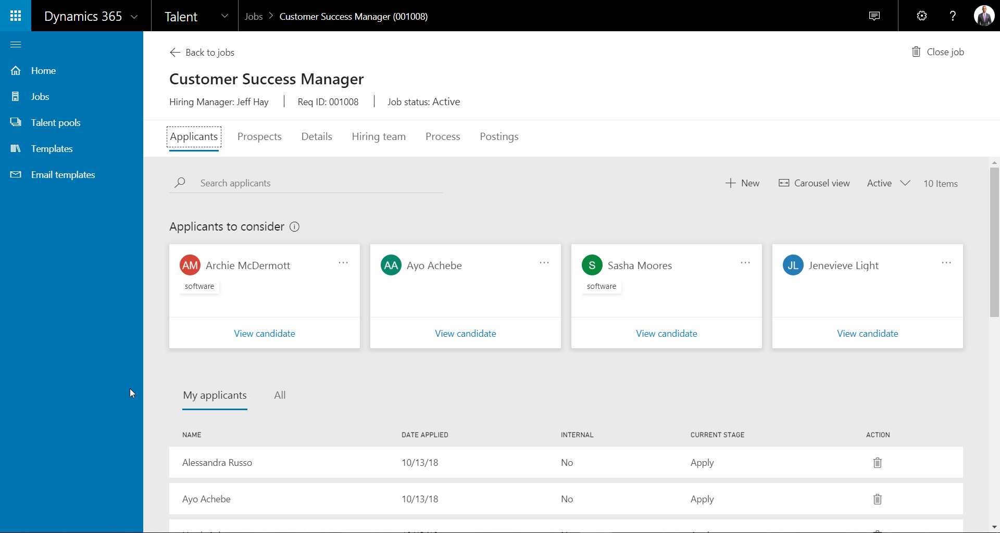 Dynamics 365
Talent
Jobs > Customer Success Manager (001008)
?
Home
Jobs
Talent pools
Templates
Email templates
Back to jobs
Close job
Customer Success Manager
Hiring Manager: Jeff Hay
Req ID: 001008
Job status: Active
Applicants
Prospects
Details
Hiring team
Process
Postings
Search applicants
New
Carousel view
Active
10 Items
Applicants to consider
AM Archie McDermott
software
View candidate
AA Ayo Achebe
View candidate
S Sasha Moores
software
View candidate
JL Jenevieve Light
View candidate
My applicants
All
NAME DATE APPLIED INTERNAL CURRENT STAGE ACTION
Alessandra Russo 10/13/18 No Apply
Ayo Achebe 10/13/18 No Apply